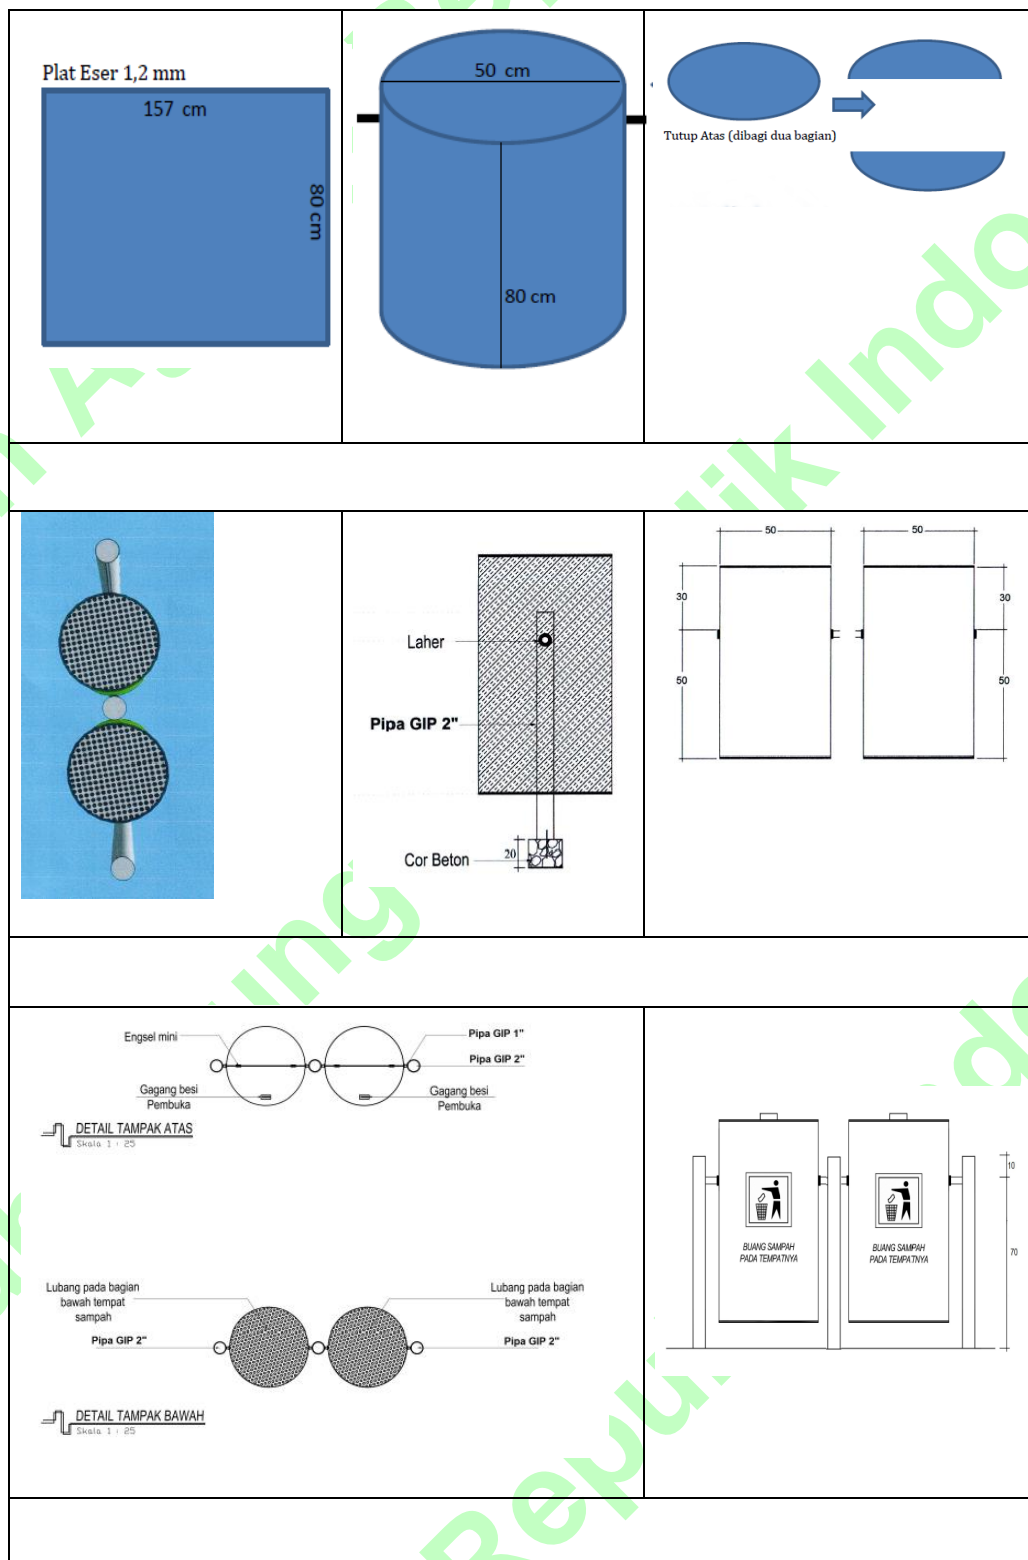 Plat Eser 1,2 mm
157 cm
80 cm
50 cm
80 cm
Tutup Atas (dibagi dua bagian)
Laher
Pipa GIP 2"
Cor Beton
20
50
50
30
30
50
50
Engsel mini
Pipa GIP 1"
Pipa GIP 2"
Gagang besi
Pembuka
Gagang besi
Pembuka
DETAIL TAMPAK ATAS
Skala 1 : 25
Lubang pada bagian
bawah tempat
sampah
Lubang pada bagian
bawah tempat
sampah
Pipa GIP 2"
Pipa GIP 2"
DETAIL TAMPAK BAWAH
Skala 1 : 25
10
70
BUANG SAMPAH
PADA TEMPATNYA
BUANG SAMPAH
PADA TEMPATNYA